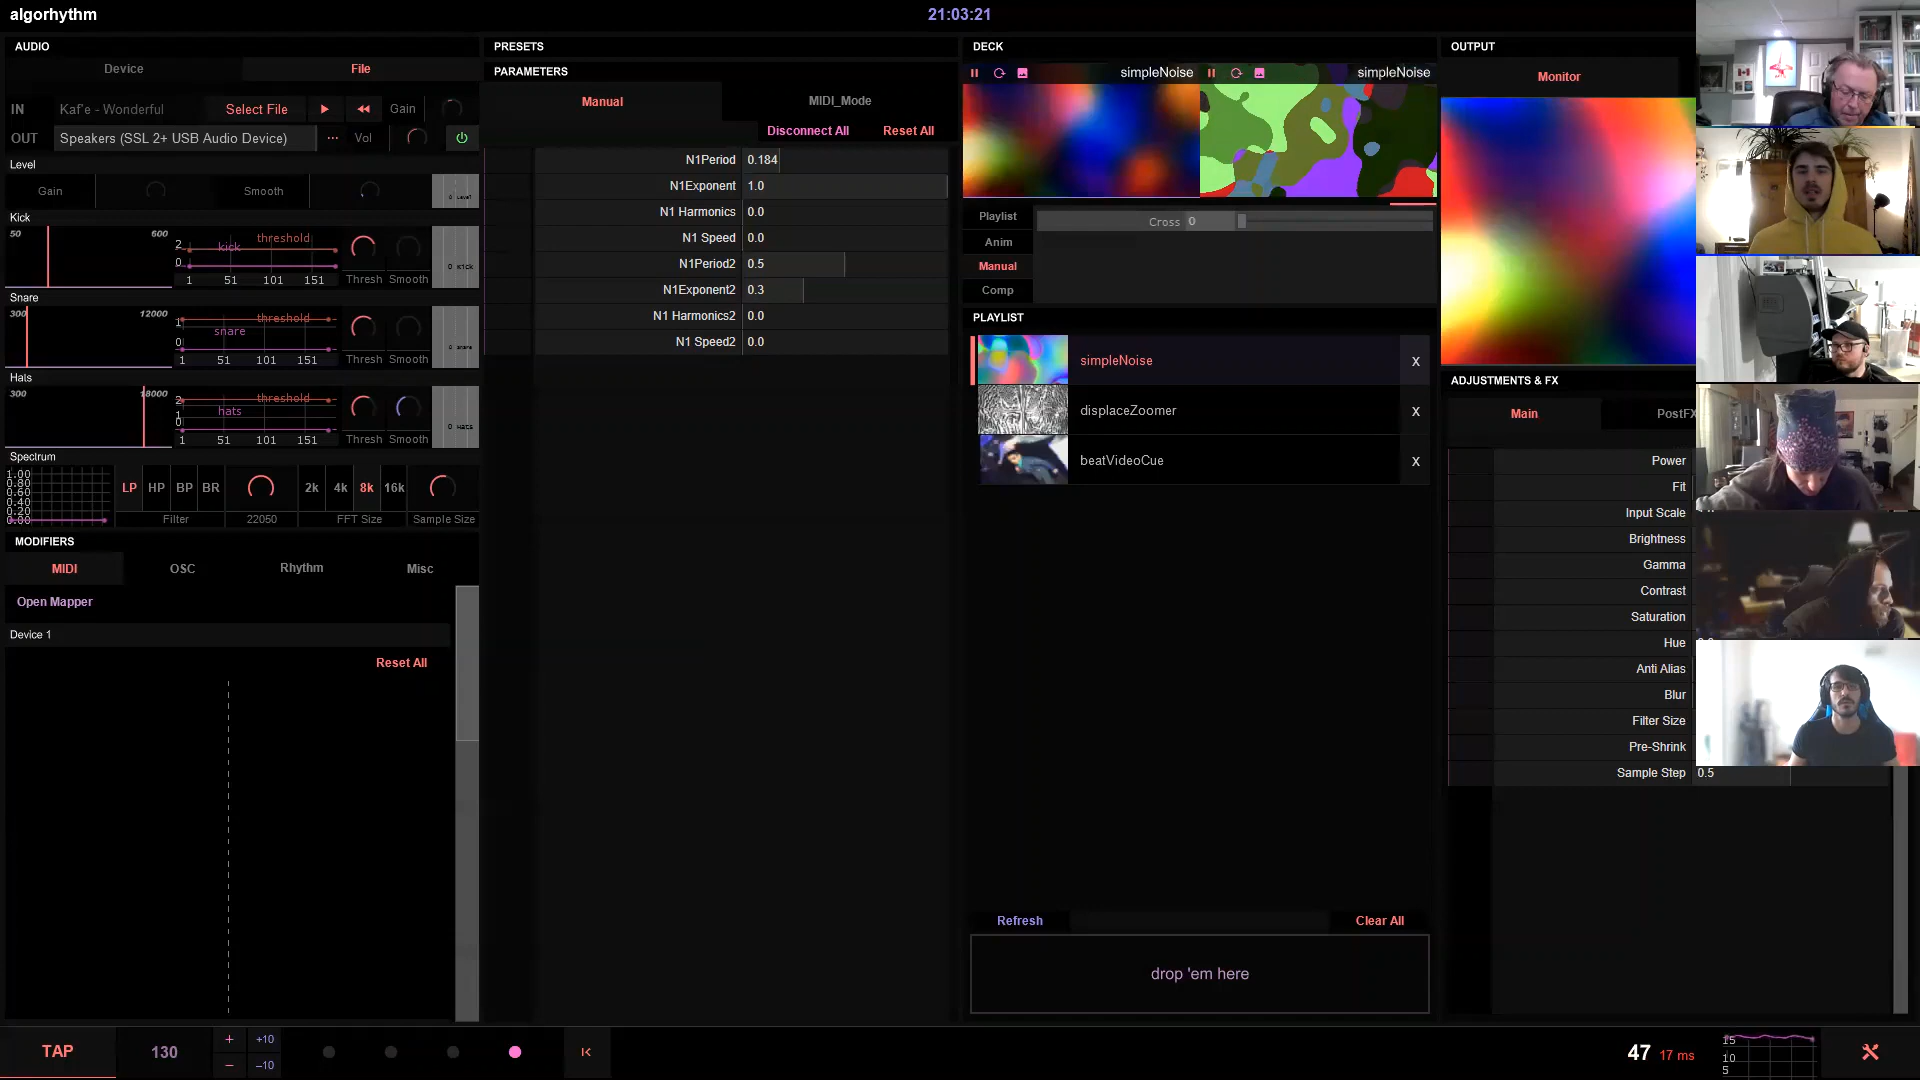 algorhythm
21:03:21
AUDIO
Device
File
IN
Kaf'e - Wonderful
Select File
Gain
OUT
Speakers (SSL 2+ USB Audio Device)
...
Vol
Level
Gain
Smooth
0 Level
Kick
50
600
2
0
threshold
kick
1
51
101
151
Thresh
Smooth
0 Kick
Snare
300
12000
1
0
threshold
snare
1
51
101
151
Thresh
Smooth
0 Snare
Hats
300
18000
2
1
0
threshold
hats
1
51
101
151
Thresh
Smooth
0 Hats
Spectrum
1.00
0.80
0.60
0.40
0.20
0.00
LP
HP
BP
BR
Filter
22050
2k
4k
8k
16k
FFT Size
Sample Size
MODIFIERS
MIDI
OSC
Rhythm
Misc
Open Mapper
Device 1
Reset All
PRESETS
PARAMETERS
Manual
MIDI_Mode
Disconnect All
Reset All
N1Period 0.184
N1Exponent 1.0
N1 Harmonics 0.0
N1 Speed 0.0
N1Period2 0.5
N1Exponent2 0.3
N1 Harmonics2 0.0
N1 Speed2 0.0
DECK
simpleNoise
simpleNoise
Playlist
Anim
Manual
Comp
Cross 0
PLAYLIST
simpleNoise
X
displaceZoomer
X
beatVideoCue
X
Refresh
Clear All
drop 'em here
OUTPUT
Monitor
ADJUSTMENTS & FX
Main
PostFX
Power
Fit
Input Scale
Brightness
Gamma
Contrast
Saturation
Hue
Anti Alias
Blur
Filter Size
Pre-Shrink
Sample Step 0.5
TAP
130
+
−
+10
−10
47
17 ms
15
10
5